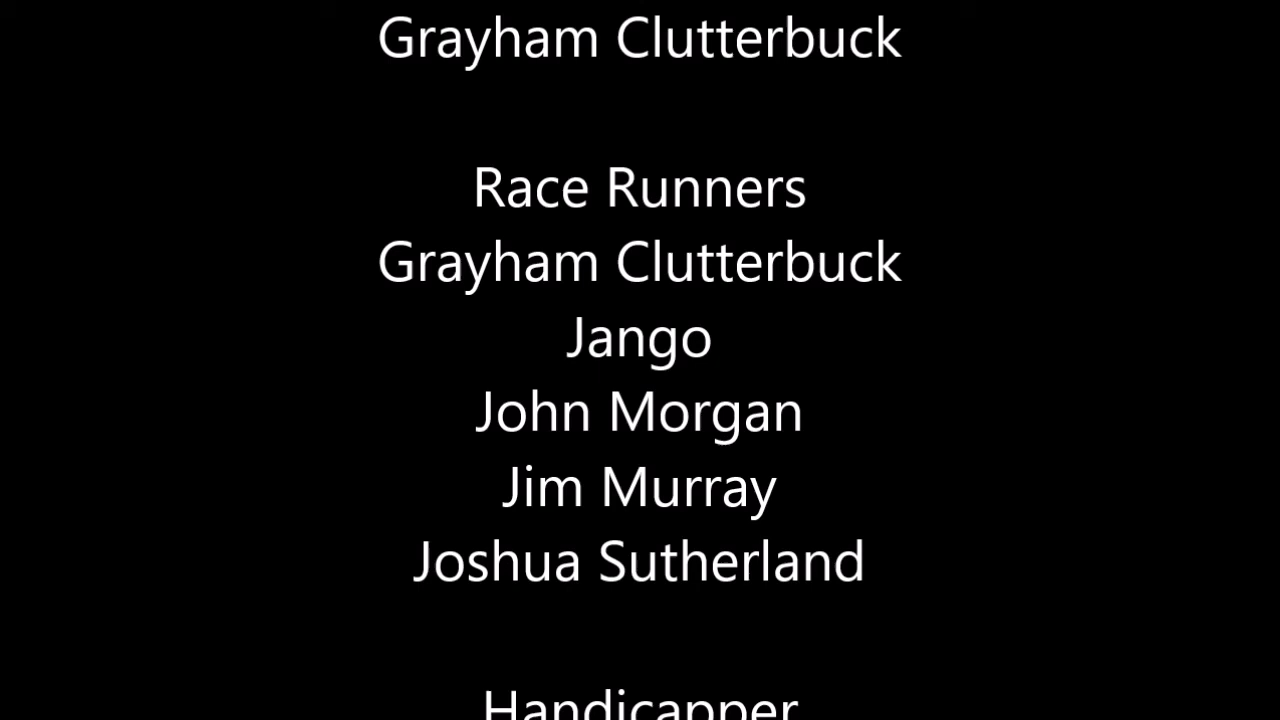 Grayham Clutterbuck
Race Runners
Grayham Clutterbuck
Jango
John Morgan
Jim Murray
Joshua Sutherland
Handicapper